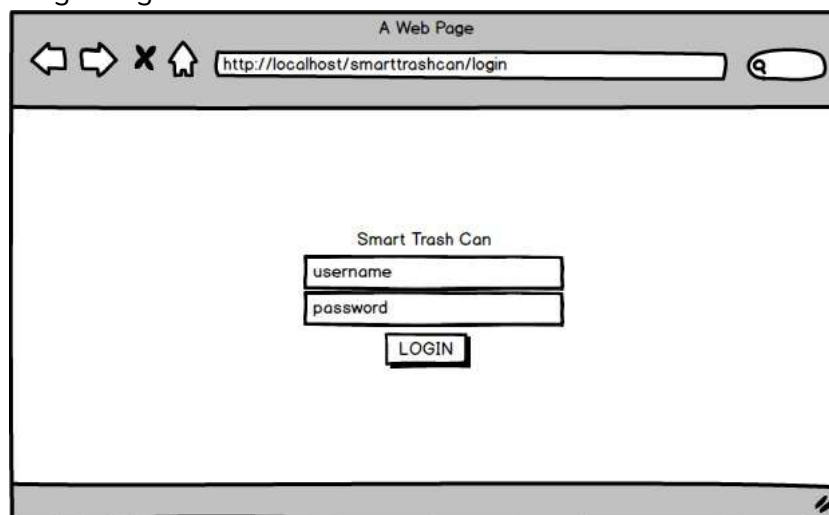 A Web Page
http://localhost/smarttrashcan/login
Smart Trash Can
username
password
LOGIN